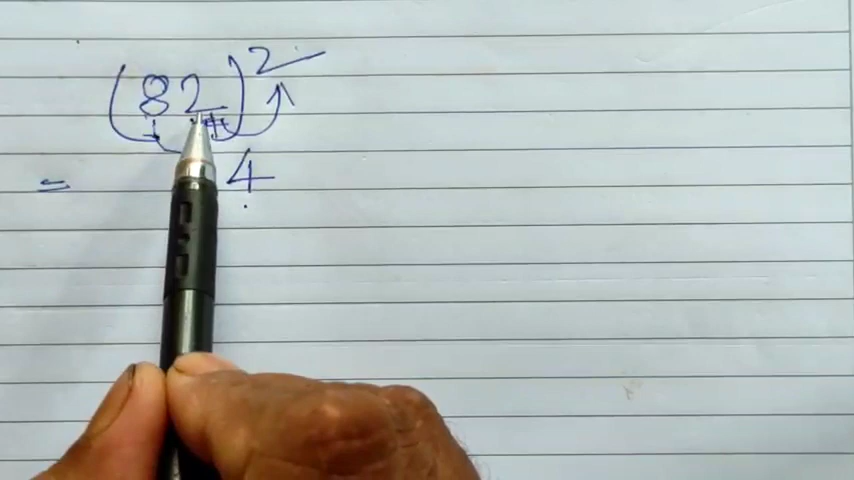 (82)²
= 4